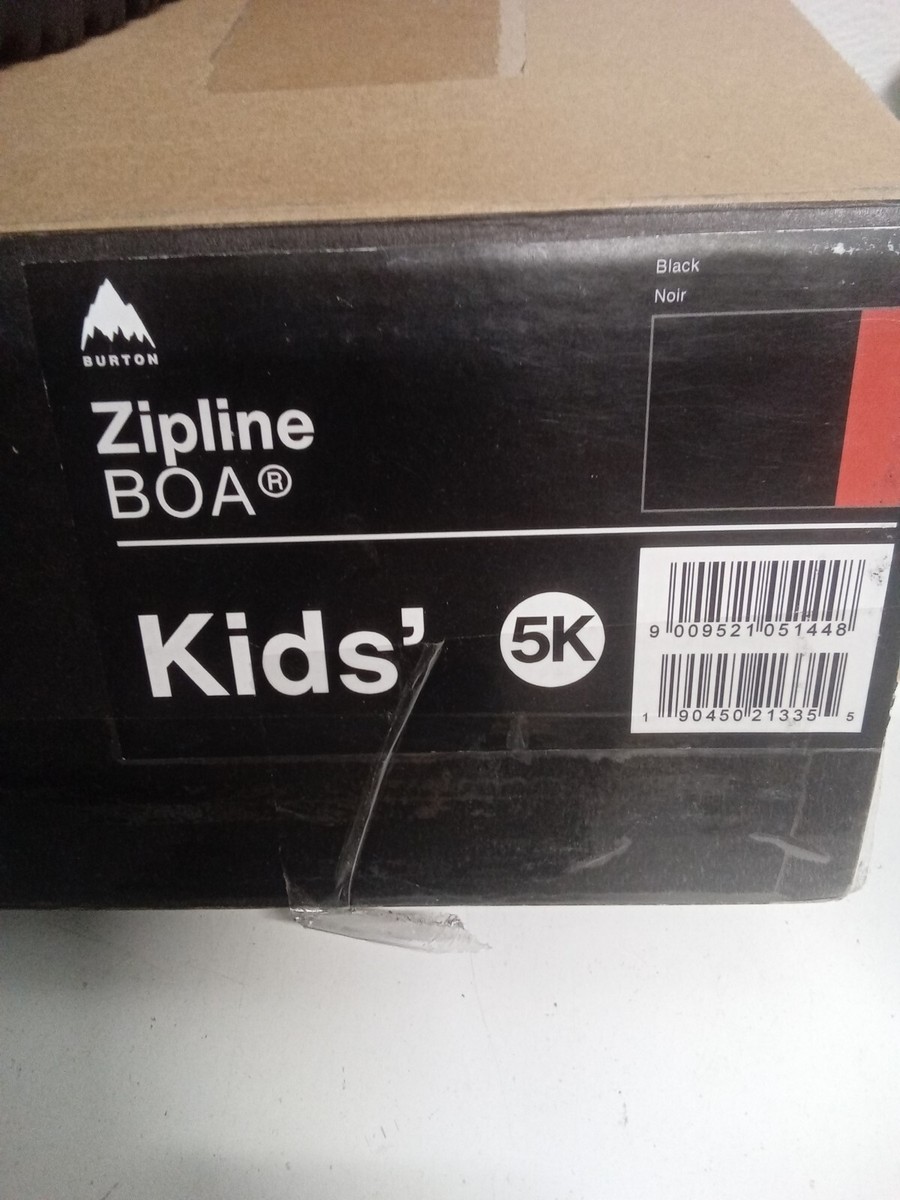 BURTON
Zipline
BOA®
Black
Noir
Kids’
5K
9 009521 051448
1 90450 21335 5